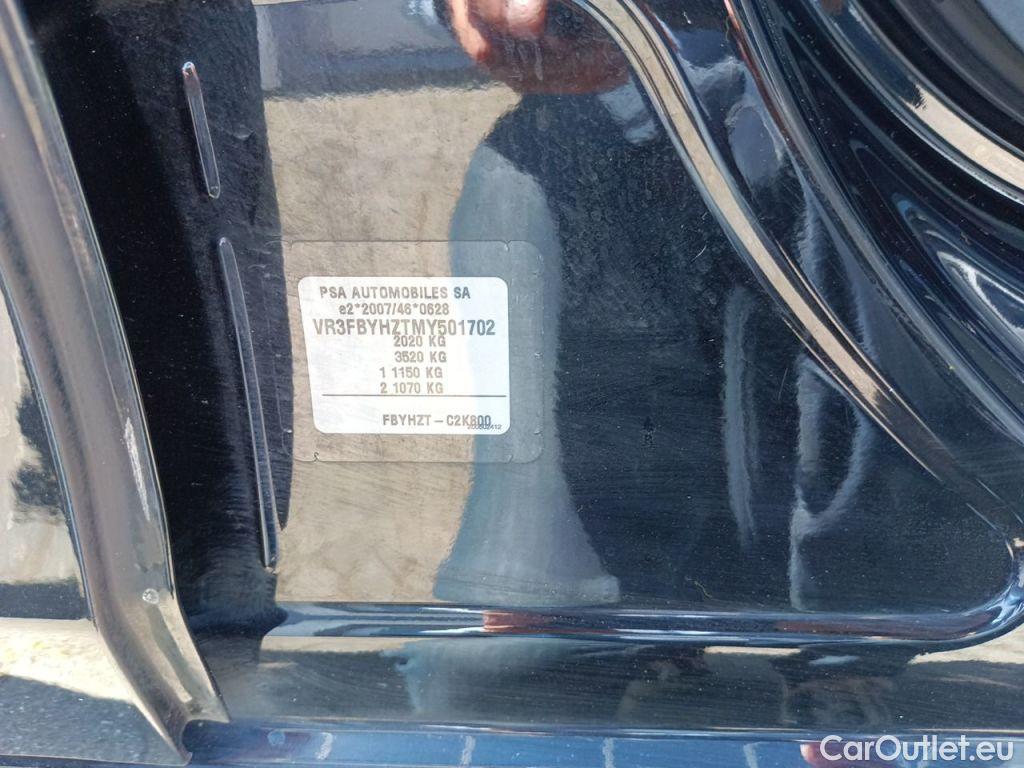 PSA AUTOMOBILES SA
e2*2007/46*0628
VR3FBYHZTMY501702
2020 KG
3520 KG
1 1150 KG
2 1070 KG
FBYHZT - C2K800
CarOutlet.eu